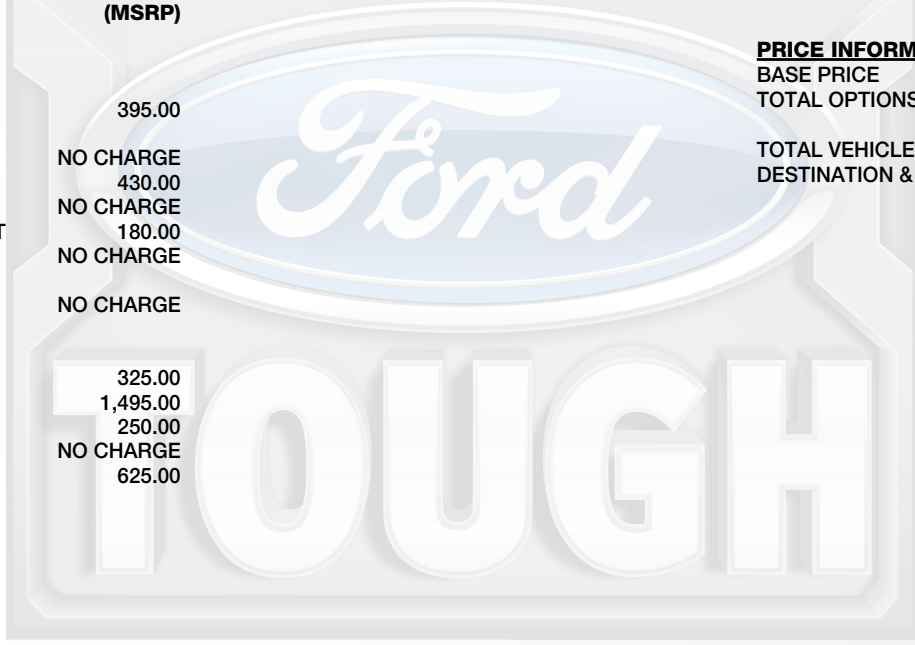 (MSRP)
395.00
NO CHARGE
430.00
NO CHARGE
T
180.00
NO CHARGE
NO CHARGE
325.00
1,495.00
250.00
NO CHARGE
625.00
PRICE INFORM
BASE PRICE
TOTAL OPTIONS
TOTAL VEHICLE
DESTINATION &
Ford
TOUGH